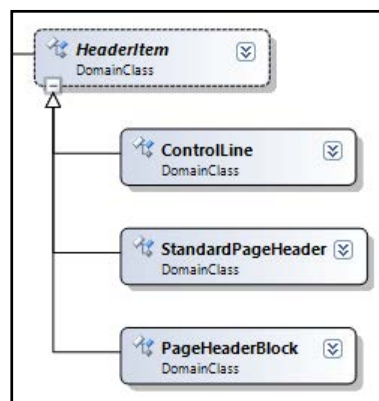 HeaderItem
DomainClass
ControlLine
DomainClass
StandardPageHeader
DomainClass
PageHeaderBlock
DomainClass